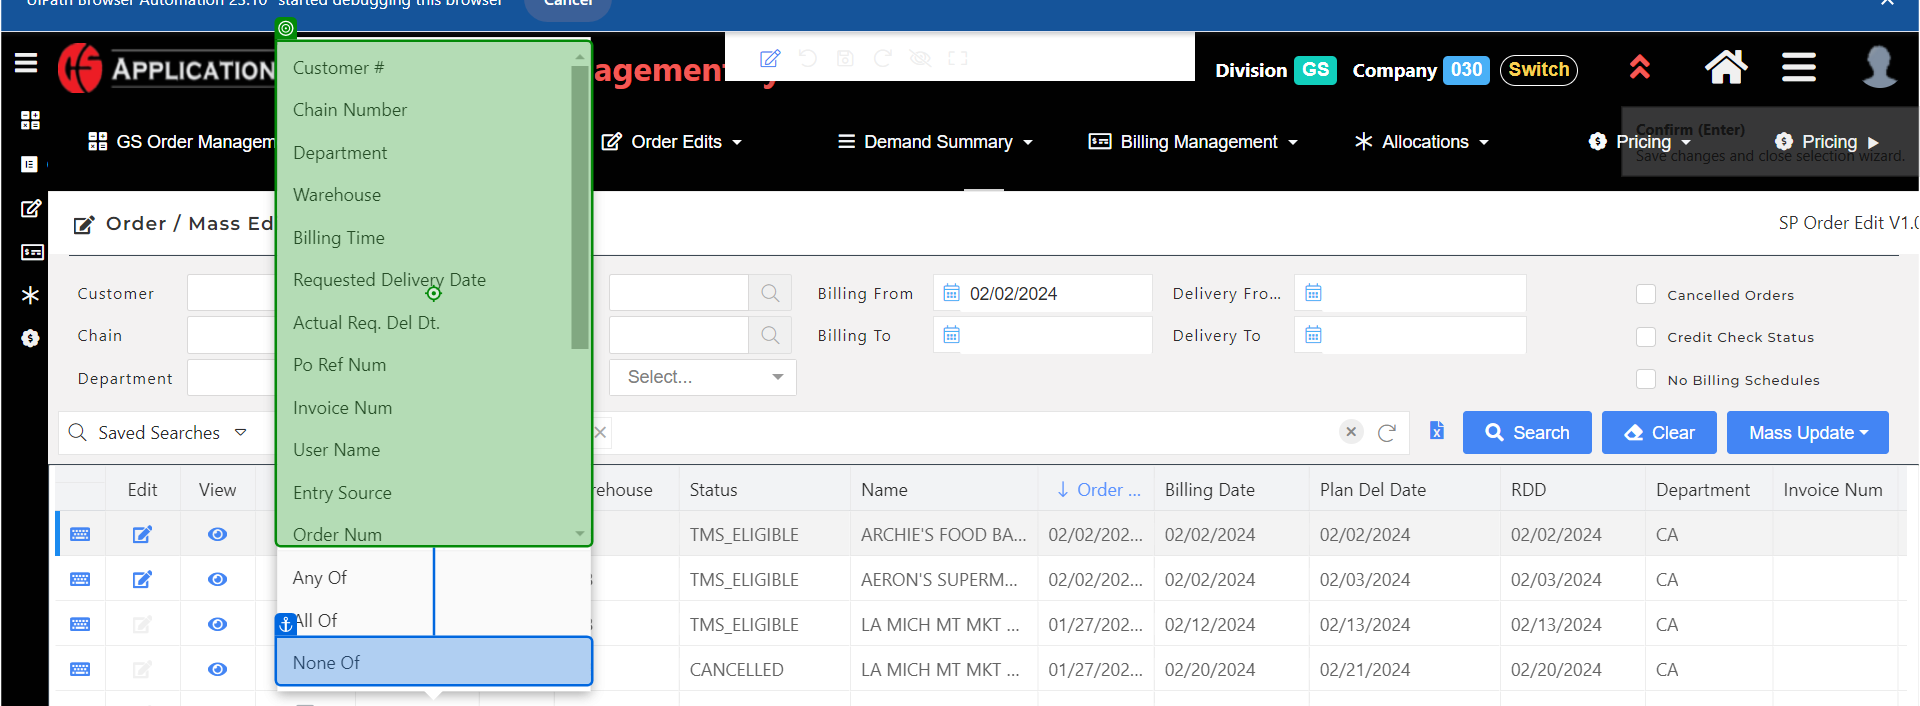 UiPath Browser Automation 23.10" started debugging this browser
Cancel
APPLICATION
agement
Division GS Company 030 Switch
GS Order Managem
Order Edits
Demand Summary
Billing Management
Allocations
Pricing
Pricing
Confirm (Enter)
Save changes and close selection wizard.
Customer #
Chain Number
Department
Warehouse
Billing Time
Requested Delivery Date
Actual Req. Del Dt.
Po Ref Num
Invoice Num
User Name
Entry Source
Order Num
Any Of
All Of
None Of
Order / Mass Ed
SP Order Edit V1.0
Customer
Billing From 02/02/2024
Delivery Fro...
Cancelled Orders
Chain
Billing To
Delivery To
Credit Check Status
Department
Select...
No Billing Schedules
Saved Searches
Search
Clear
Mass Update
Edit View rehouse Status Name Order ... Billing Date Plan Del Date RDD Department Invoice Num
TMS_ELIGIBLE ARCHIE'S FOOD BA... 02/02/202... 02/02/2024 02/02/2024 02/02/2024 CA
TMS_ELIGIBLE AERON'S SUPERM... 02/02/202... 02/02/2024 02/03/2024 02/03/2024 CA
TMS_ELIGIBLE LA MICH MT MKT ... 01/27/202... 02/12/2024 02/13/2024 02/13/2024 CA
CANCELLED LA MICH MT MKT ... 01/27/202... 02/20/2024 02/21/2024 02/20/2024 CA